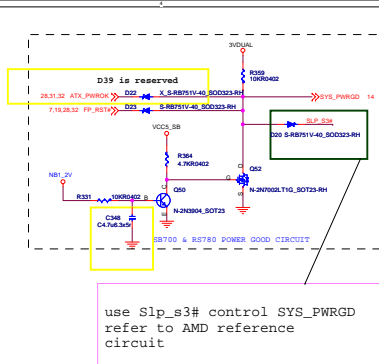 4
3VDUAL
R359
10KR0402
D39 is reserved
28,31,32 ATX_PWROK
D22
X_S-RB751V-40_SOD323-RH
SYS_PWRGD 14
7,19,28,32 FP_RST#
D23
S-RB751V-40_SOD323-RH
SLP_S3#
D20 S-RB751V-40_SOD323-RH
VCC5_SB
R364
4.7KR0402
D
Q52
G
S
N-2N7002LT1G_SOT23-RH
NB1_2V
R331
10KR0402
B
C
E
Q50
N-2N3904_SOT23
C348
C4.7u6.3x5r
SB700 & RS780 POWER GOOD CIRCUIT
use Slp_s3# control SYS_PWRGD
refer to AMD reference
circuit